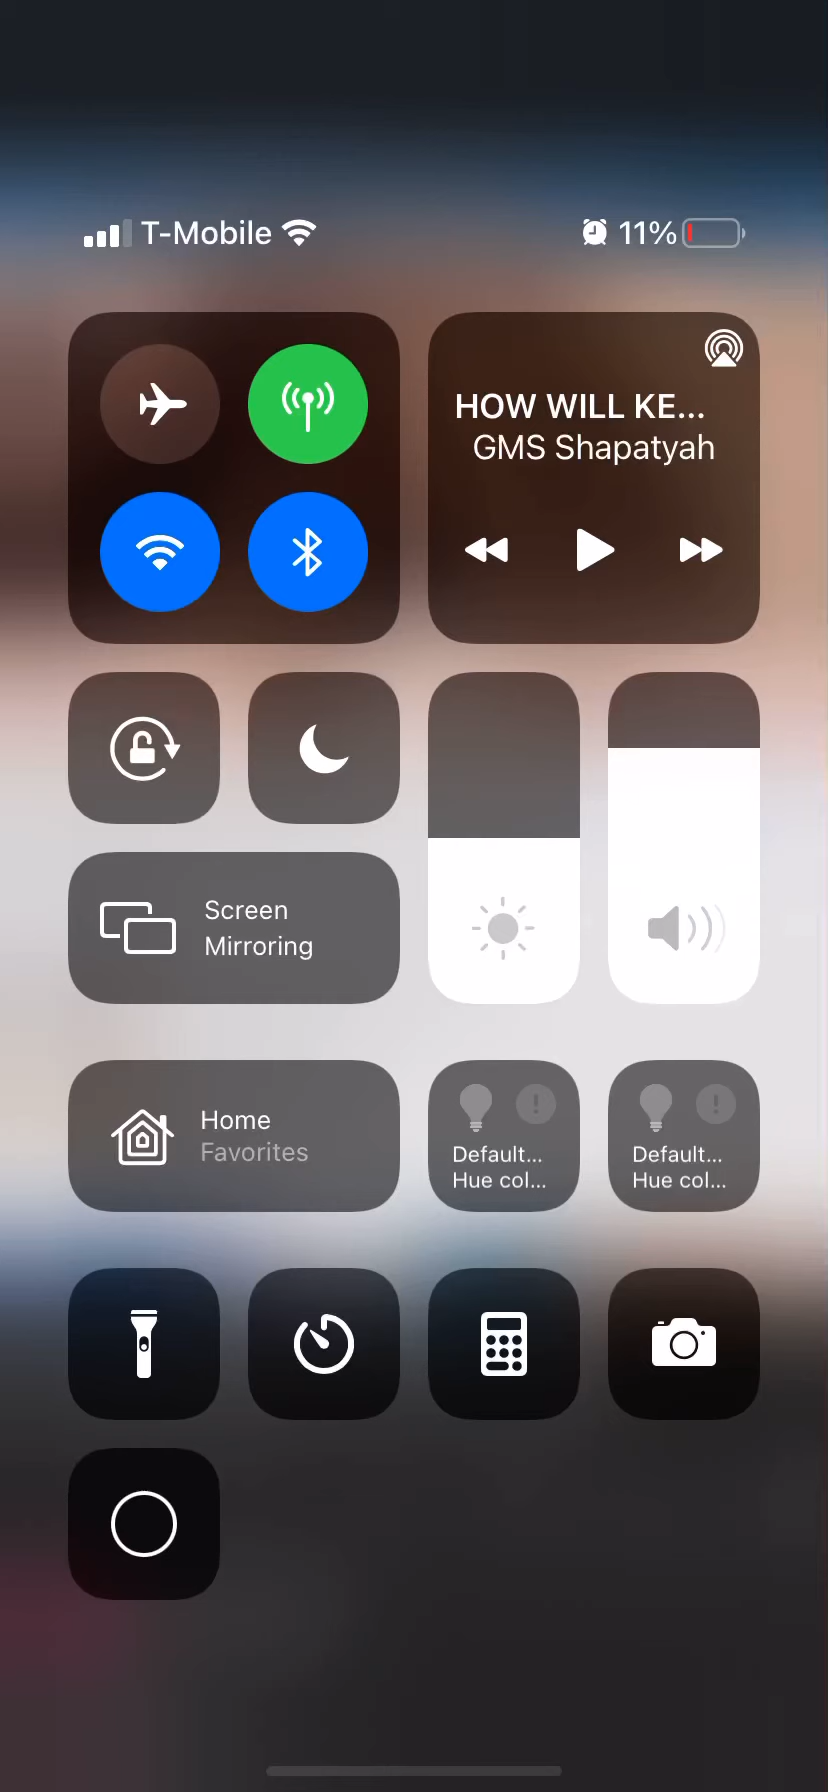 T-Mobile 11%
HOW WILL KE...
GMS Shapatyah
Screen
Mirroring
Home
Favorites
Default...
Hue col...
Default...
Hue col...